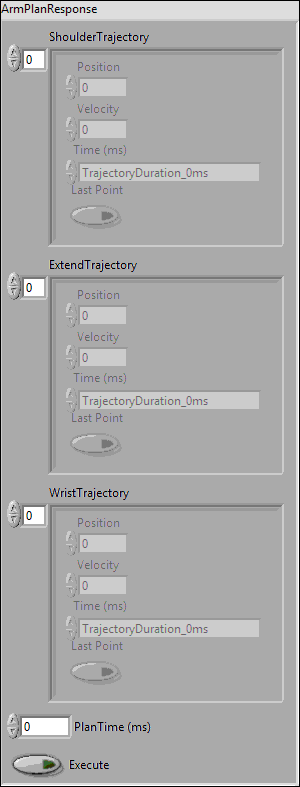 ArmPlanResponse
ShoulderTrajectory
0
Position
0
Velocity
0
Time (ms)
TrajectoryDuration_0ms
Last Point
ExtendTrajectory
0
Position
0
Velocity
0
Time (ms)
TrajectoryDuration_0ms
Last Point
WristTrajectory
0
Position
0
Velocity
0
Time (ms)
TrajectoryDuration_0ms
Last Point
0 PlanTime (ms)
Execute